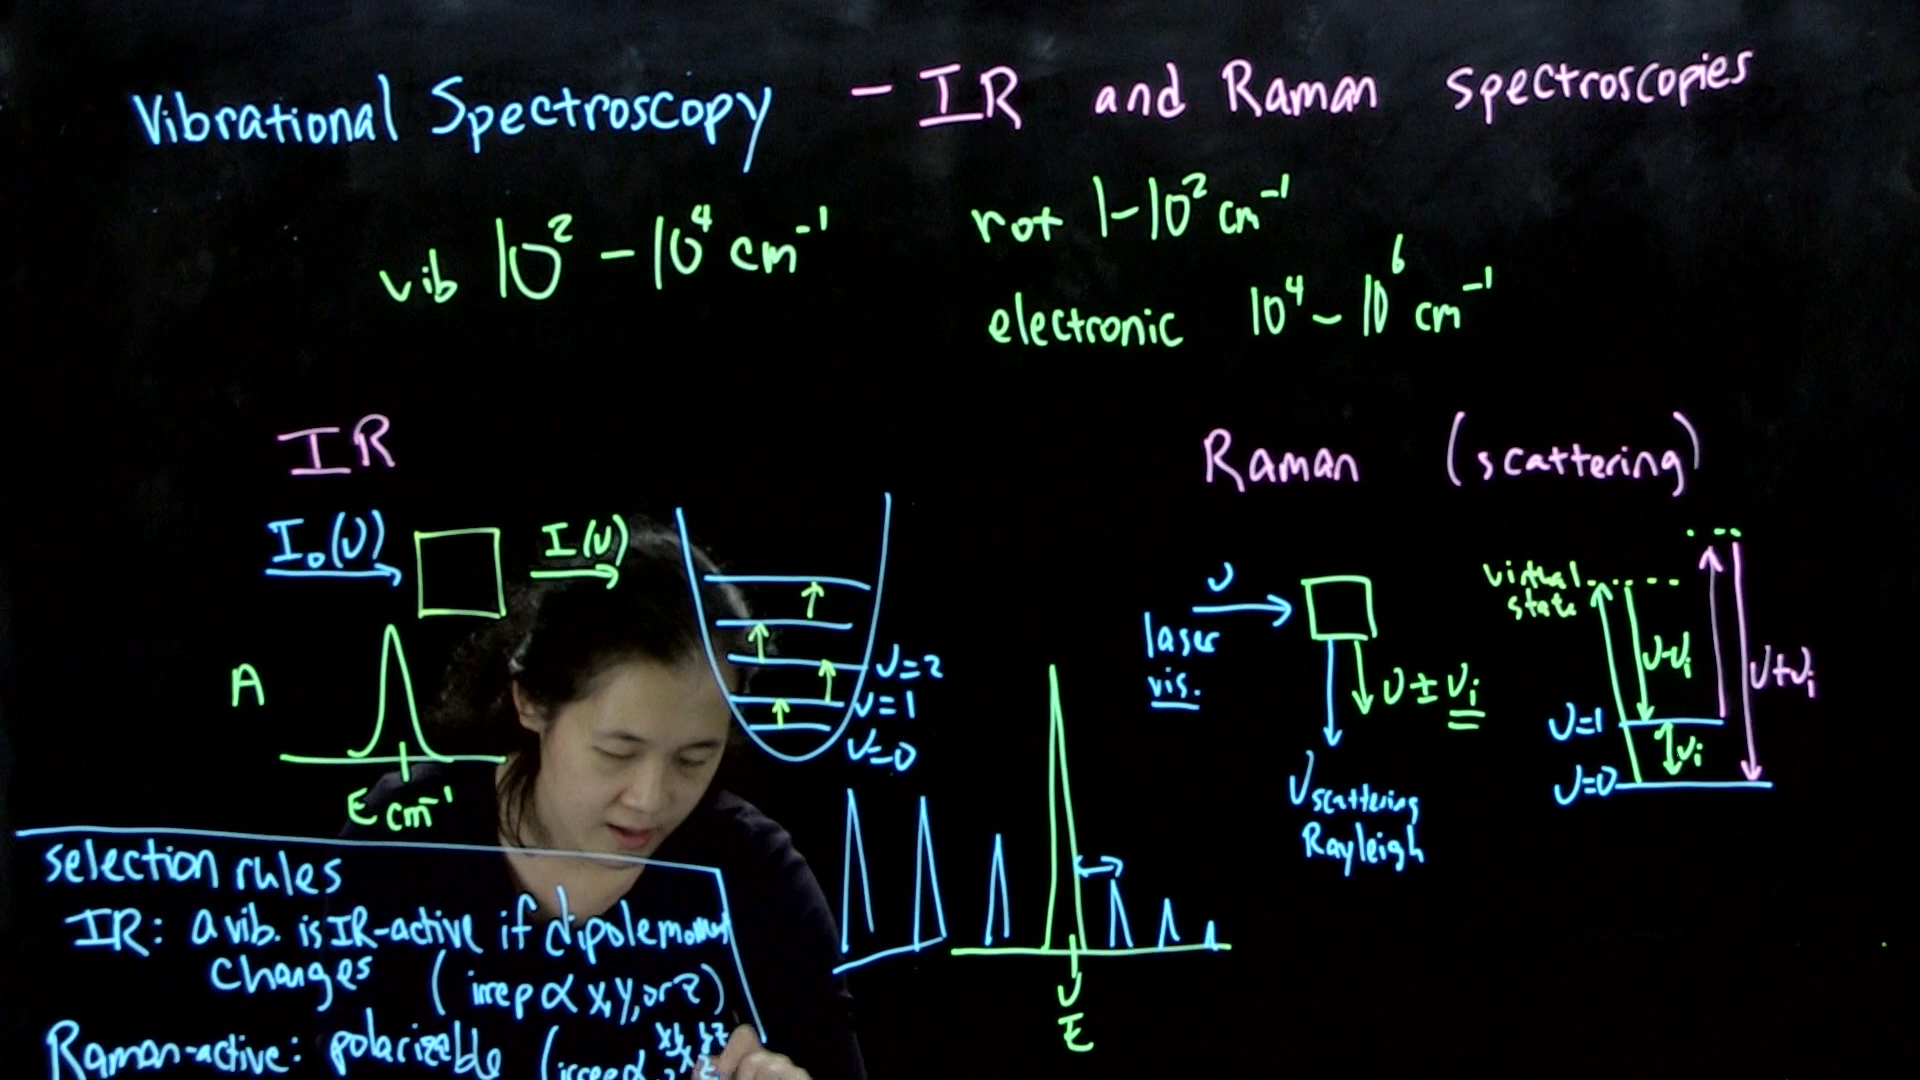 Vibrational Spectroscopy - IR and Raman spectroscopies
vib 10² - 10⁴ cm⁻¹
rot 1-10² cm⁻¹
electronic 10⁴ - 10⁶ cm⁻¹
IR
I₀(ν)
I(ν)
A
E cm⁻¹
ν=2
ν=1
ν=0
Raman (scattering)
ν
laser
vis.
ν ± νᵢ
ν scattering
Rayleigh
virtual
state
ν-νᵢ
ν+νᵢ
ν=1
νᵢ
ν=0
ν
E
selection rules
IR: a vib. is IR-active if dipole moment
changes (irrep α x, y, or z)
Raman-active: polarizable (irrep α